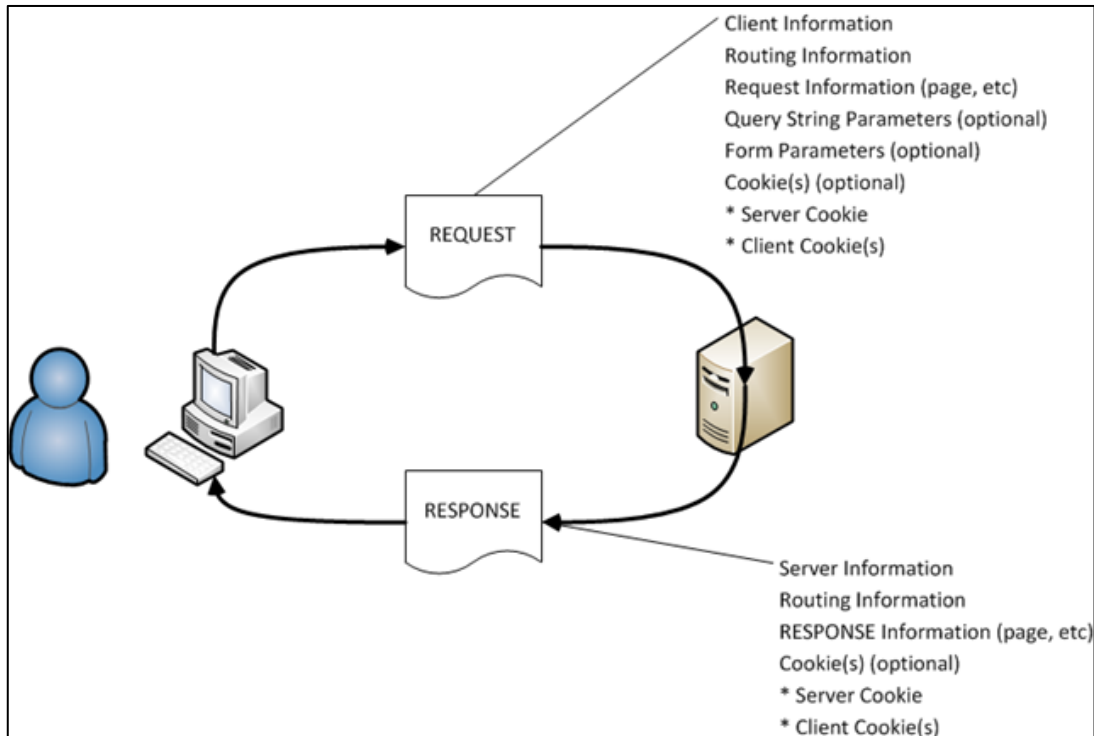 Client Information
Routing Information
Request Information (page, etc)
Query String Parameters (optional)
Form Parameters (optional)
Cookie(s) (optional)
* Server Cookie
* Client Cookie(s)
REQUEST
RESPONSE
Server Information
Routing Information
RESPONSE Information (page, etc)
Cookie(s) (optional)
* Server Cookie
* Client Cookie(s)